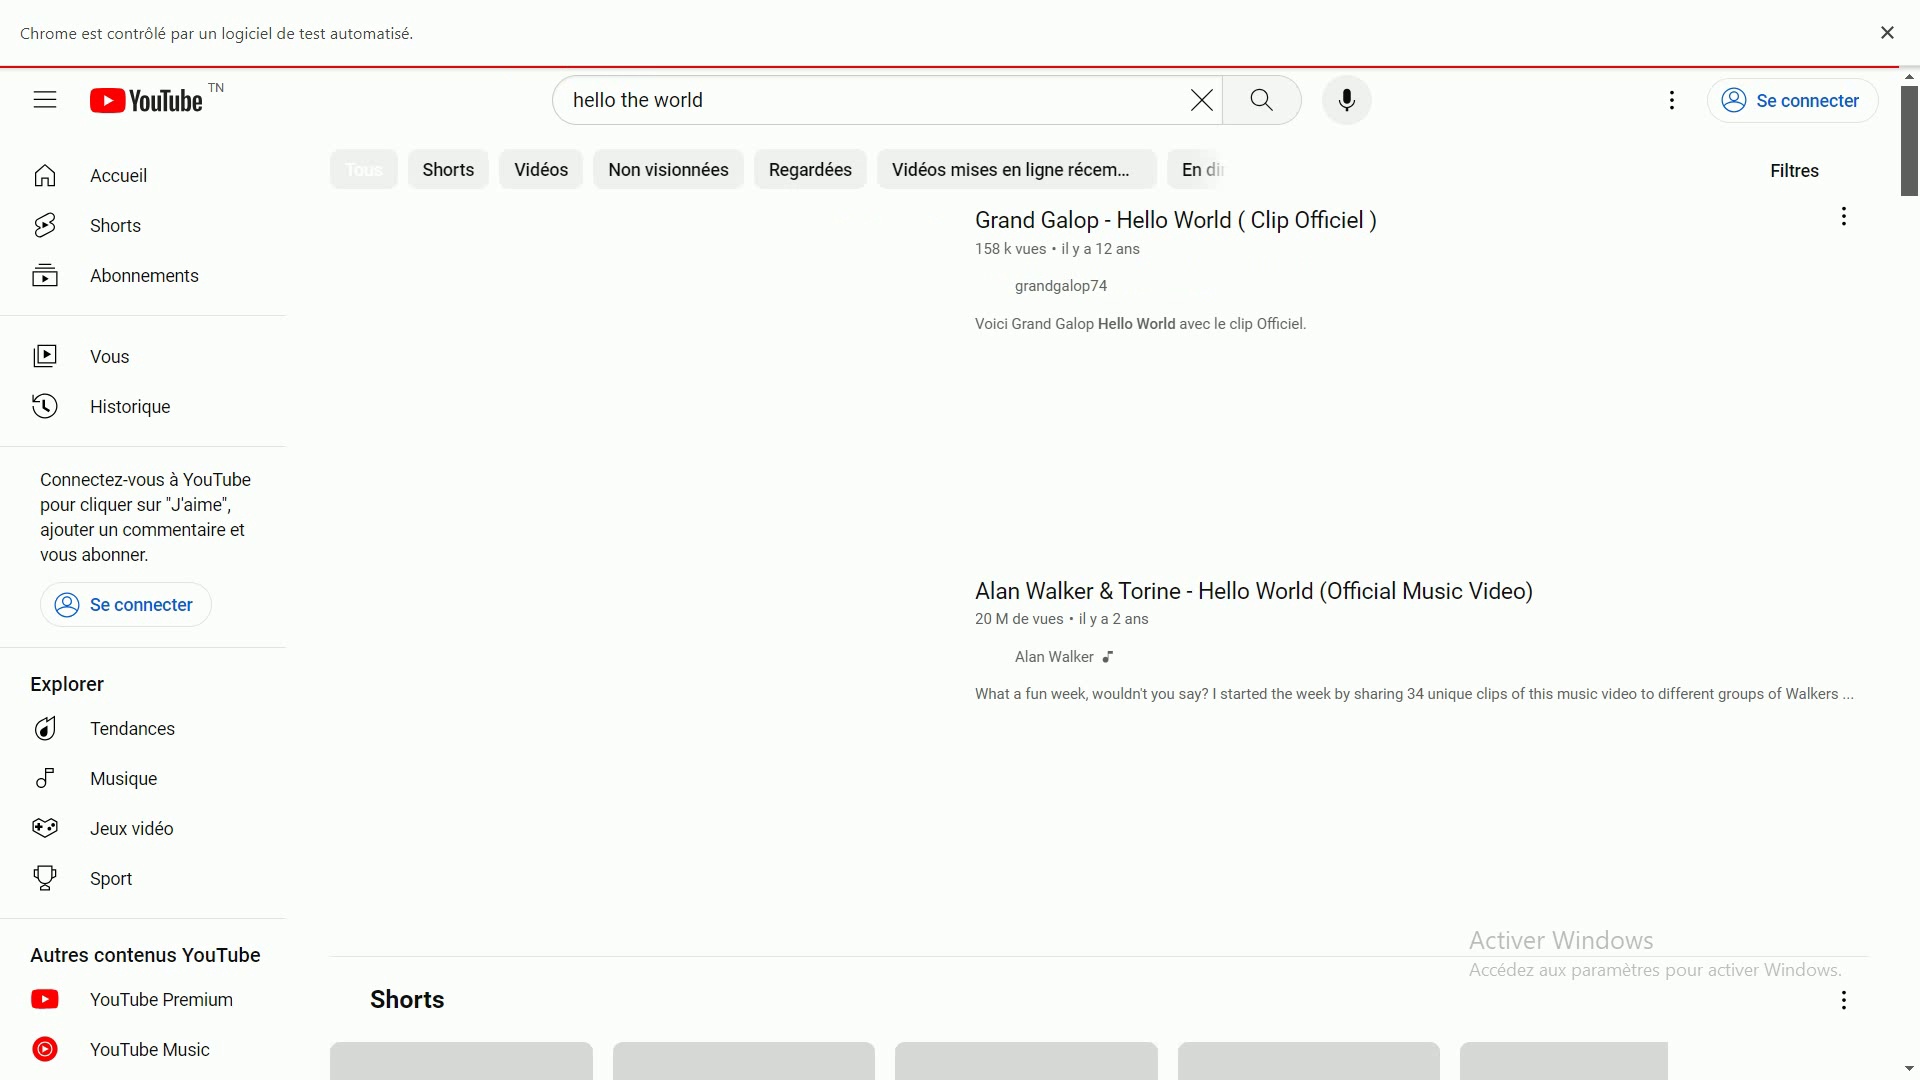 Chrome est contrôlé par un logiciel de test automatisé.
YouTube TN
hello the world
Se connecter
Accueil
Shorts
Abonnements
Vous
Historique
Connectez-vous à YouTube
pour cliquer sur "J'aime",
ajouter un commentaire et
vous abonner.
Se connecter
Explorer
Tendances
Musique
Jeux vidéo
Sport
Autres contenus YouTube
YouTube Premium
YouTube Music
Tous Shorts Vidéos Non visionnées Regardées Vidéos mises en ligne récem... En dir
Filtres
Grand Galop - Hello World ( Clip Officiel )
158 k vues • il y a 12 ans
grandgalop74
Voici Grand Galop Hello World avec le clip Officiel.
Alan Walker & Torine - Hello World (Official Music Video)
20 M de vues • il y a 2 ans
Alan Walker
What a fun week, wouldn't you say? I started the week by sharing 34 unique clips of this music video to different groups of Walkers ...
Activer Windows
Accédez aux paramètres pour activer Windows.
Shorts